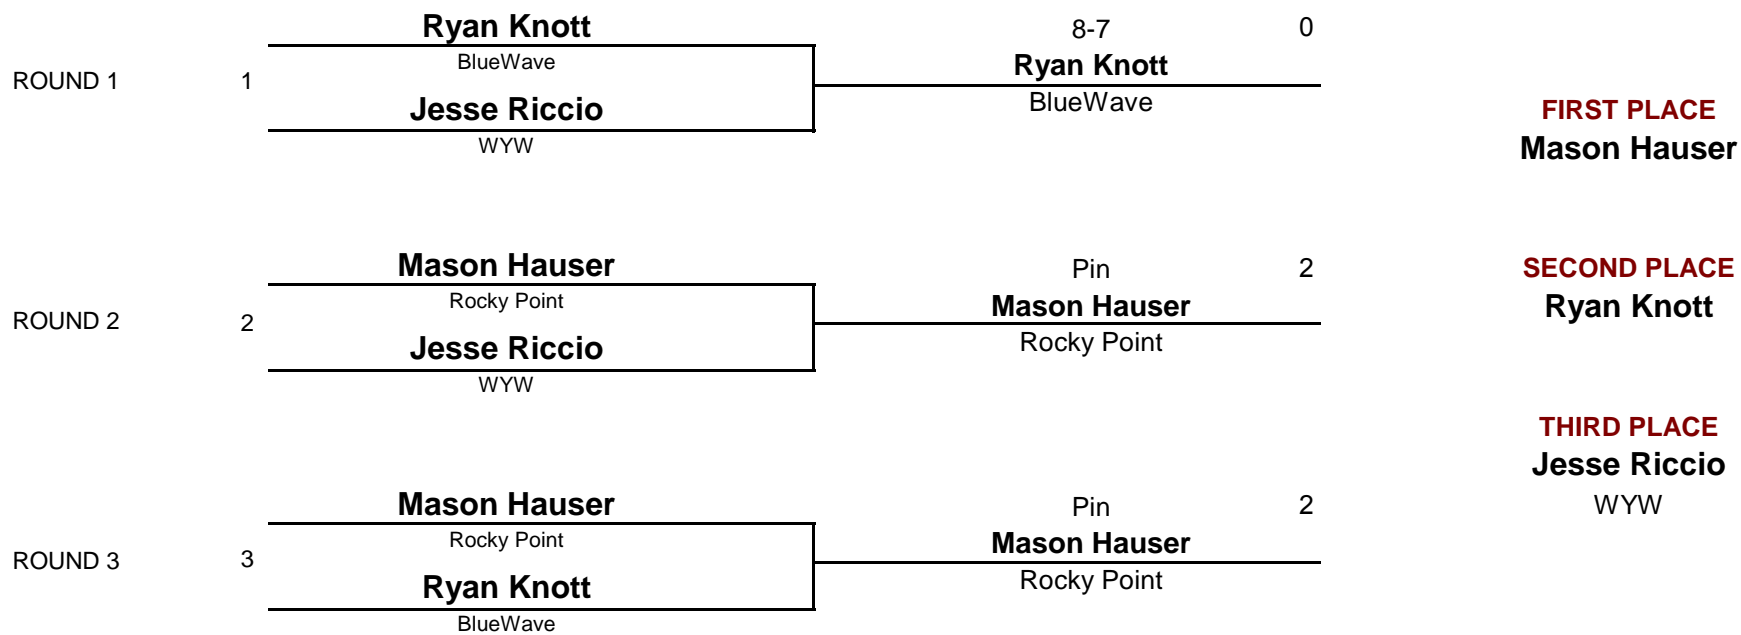 Ryan Knott
8-7 0
BlueWave
Ryan Knott
ROUND 1 1
Jesse Riccio
BlueWave
WYW
FIRST PLACE
Mason Hauser
Mason Hauser
Pin 2
Rocky Point
Mason Hauser
ROUND 2 2
Jesse Riccio
Rocky Point
WYW
SECOND PLACE
Ryan Knott
THIRD PLACE
Jesse Riccio
WYW
Mason Hauser
Pin 2
Rocky Point
Mason Hauser
ROUND 3 3
Ryan Knott
Rocky Point
BlueWave